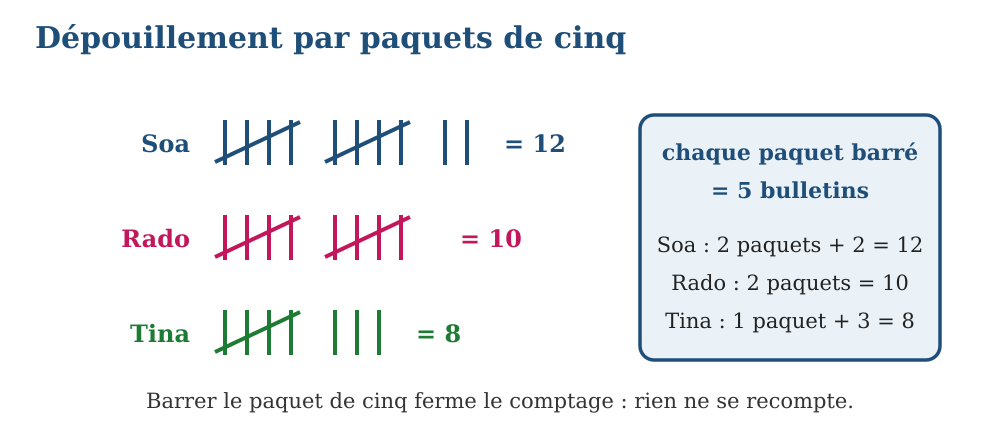 Dépouillement par paquets de cinq
Soa = 12
Rado = 10
Tina = 8
chaque paquet barré
= 5 bulletins
Soa : 2 paquets + 2 = 12
Rado : 2 paquets = 10
Tina : 1 paquet + 3 = 8
Barrer le paquet de cinq ferme le comptage : rien ne se recompte.